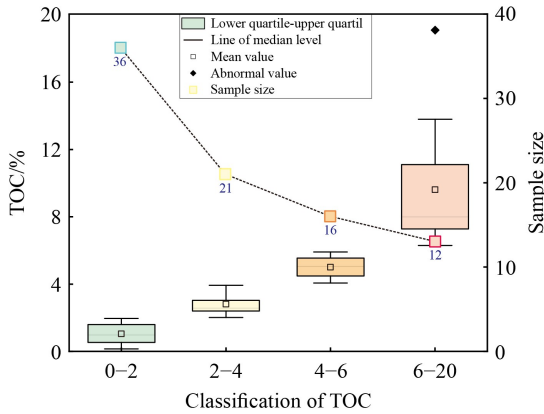 20
16
12
8
4
0
TOC/%
40
30
20
10
0
Sample size
Lower quartile-upper quartil
Line of median level
Mean value
Abnormal value
Sample size
36
21
16
12
0−2
2−4
4−6
6−20
Classification of TOC